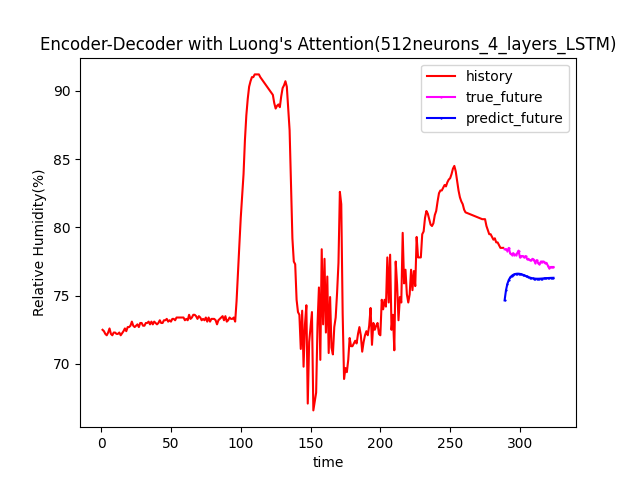 Encoder-Decoder with Luong's Attention(512neurons_4_layers_LSTM)
history
true_future
predict_future
Relative Humidity(%)
90
85
80
75
70
0 50 100 150 200 250 300
time